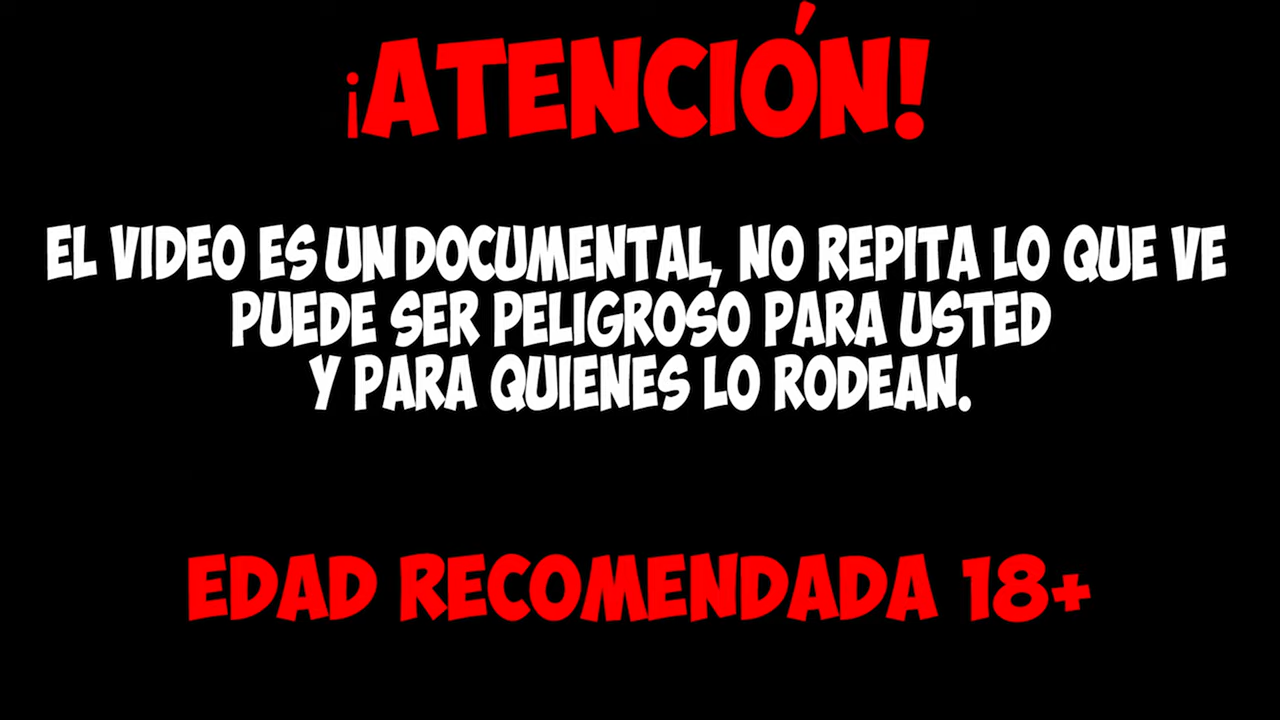 ¡ATENCIÓN!
EL VIDEO ES UN DOCUMENTAL, NO REPITA LO QUE VE
PUEDE SER PELIGROSO PARA USTED
Y PARA QUIENES LO RODEAN.
EDAD RECOMENDADA 18+